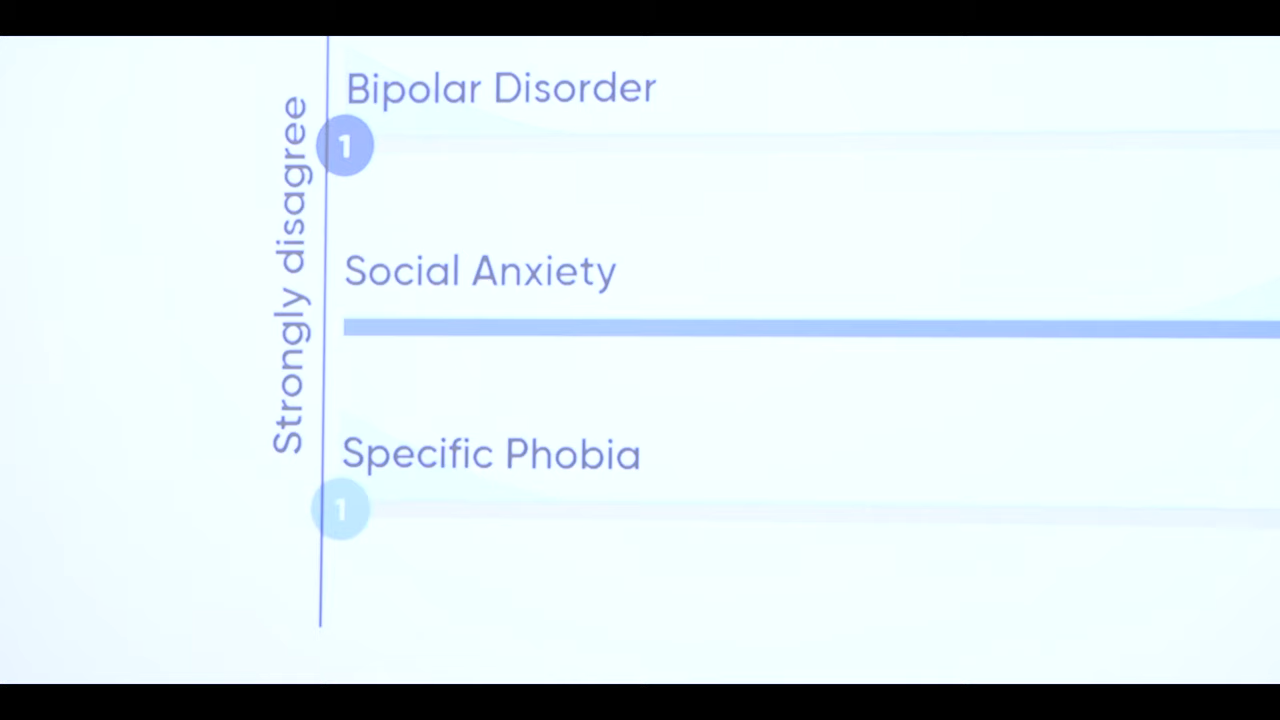 Strongly disagree
Bipolar Disorder
1
Social Anxiety
Specific Phobia
1